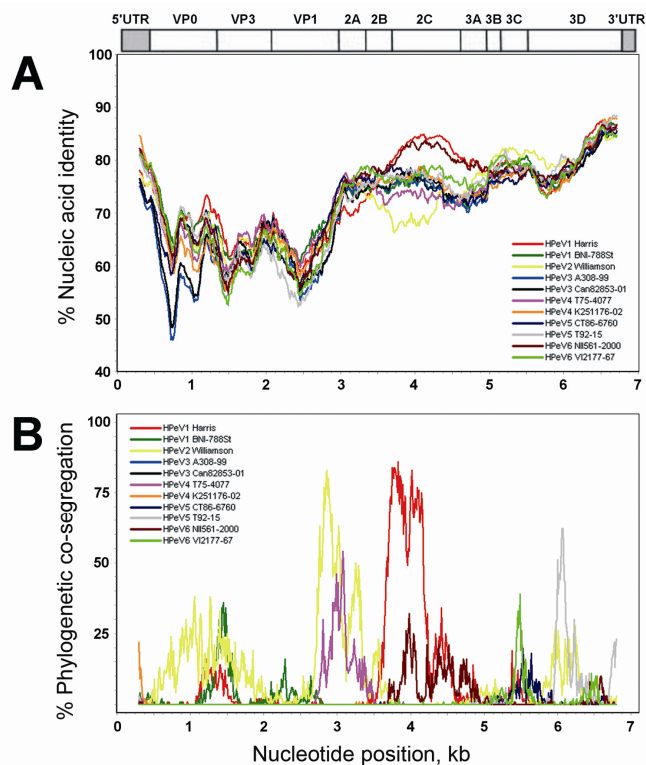 5'UTR VP0 VP3 VP1 2A 2B 2C 3A 3B 3C 3D 3'UTR
A
% Nucleic acid identity
100
90
80
70
60
50
40
HPeV1 Harris
HPeV1 BNI-788St
HPeV2 Williamson
HPeV3 A308-99
HPeV3 Can82853-01
HPeV4 T75-4077
HPeV4 K251176-02
HPeV5 CT86-6760
HPeV5 T92-15
HPeV6 NII561-2000
HPeV6 VI2177-67
0 1 2 3 4 5 6 7
B
% Phylogenetic co-segregation
100
75
50
25
HPeV1 Harris
HPeV1 BNI-788St
HPeV2 Williamson
HPeV3 A308-99
HPeV3 Can82853-01
HPeV4 T75-4077
HPeV4 K251176-02
HPeV5 CT86-6760
HPeV5 T92-15
HPeV6 NII561-2000
HPeV6 VI2177-67
0 1 2 3 4 5 6 7
Nucleotide position, kb